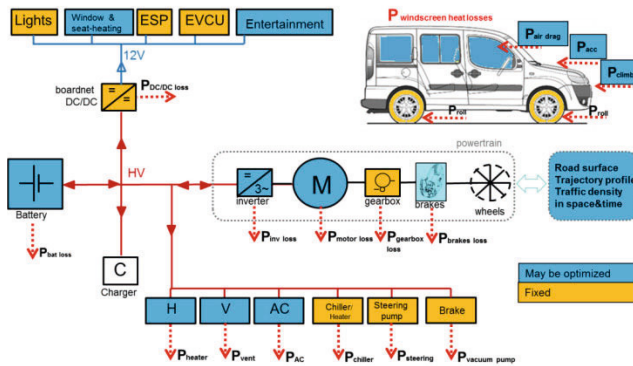 Lights
Window &
seat-heating
ESP
EVCU
Entertainment
12V
boardnet
DC/DC
=
=
P DC/DC loss
P windscreen heat losses
P air drag
P acc
P climb
P roll
P roll
powertrain
HV
Battery
P bat loss
=
3~
inverter
M
gearbox
brakes
wheels
Road surface
Trajectory profile
Traffic density
in space&time
P inv loss
P motor loss
P gearbox
loss
P brakes loss
C
Charger
May be optimized
Fixed
H
V
AC
Chiller/
Heater
Steering
pump
Brake
P heater
P vent
P AC
P chiller
P steering
P vacuum pump